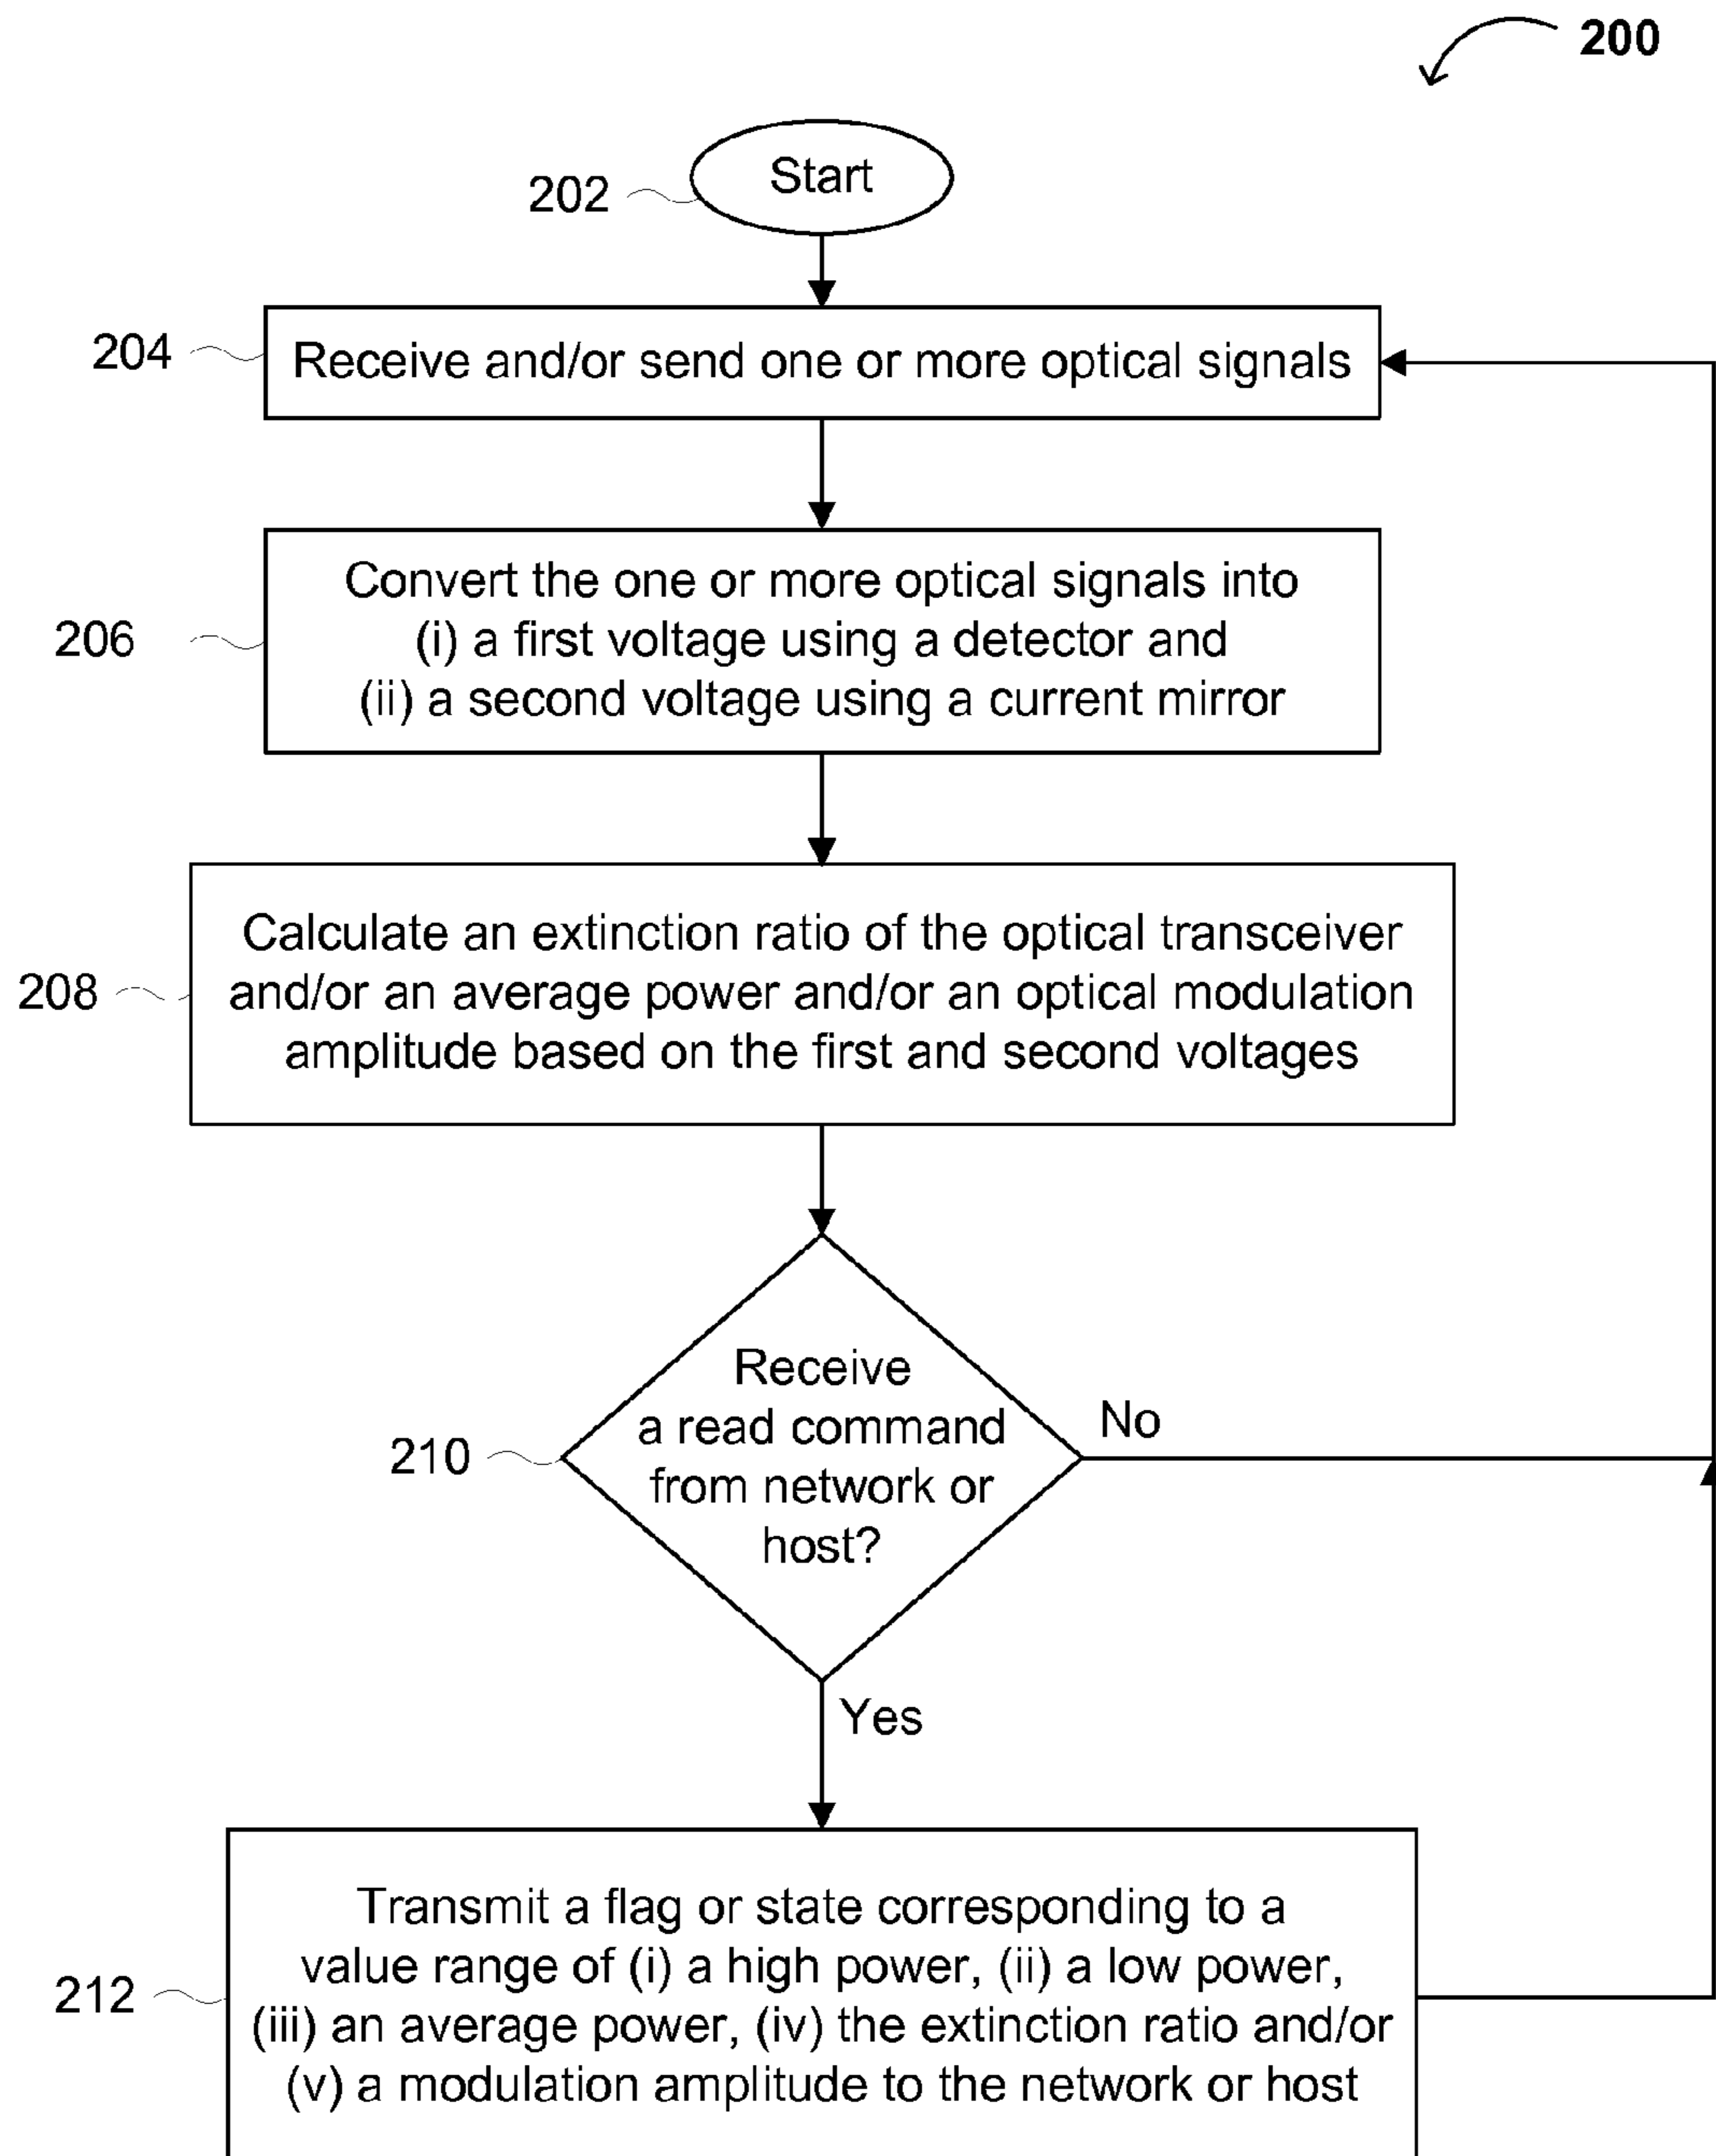 200
Start
202
204
Receive and/or send one or more optical signals
Convert the one or more optical signals into
(i) a first voltage using a detector and
(ii) a second voltage using a current mirror
206
Calculate an extinction ratio of the optical transceiver
and/or an average power and/or an optical modulation
amplitude based on the first and second voltages
208
Receive
a read command
from network or
host?
210
No
Yes
Transmit a flag or state corresponding to a
value range of (i) a high power, (ii) a low power,
(iii) an average power, (iv) the extinction ratio and/or
(v) a modulation amplitude to the network or host
212